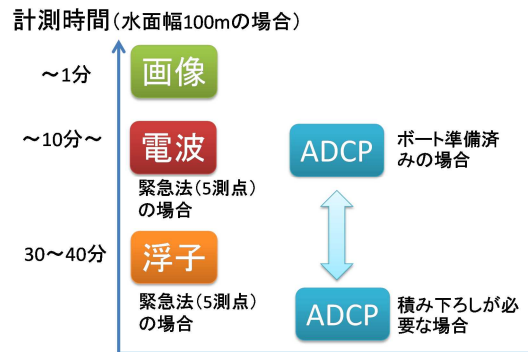 計測時間(水面幅100mの場合)
～1分
画像
～10分～
電波
ADCP
ボート準備済
みの場合
緊急法(5測点)
の場合
30～40分
浮子
緊急法(5測点)
の場合
ADCP
積み下ろしが必
要な場合